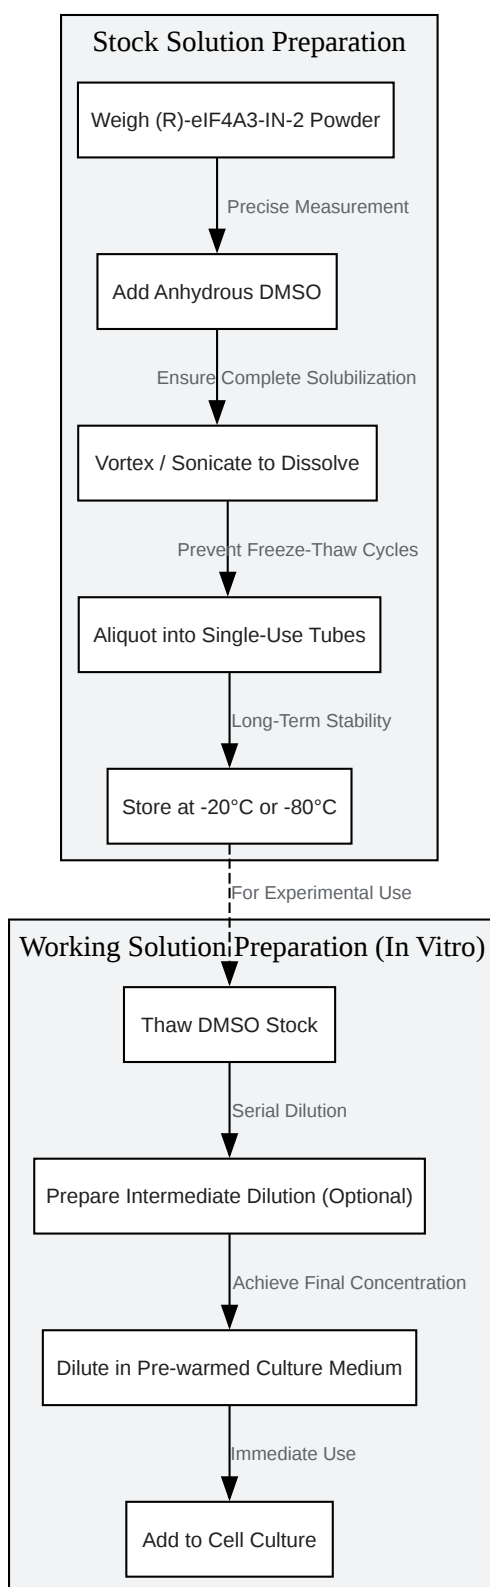 Stock Solution Preparation
Weigh (R)-eIF4A3-IN-2 Powder
Precise Measurement
Add Anhydrous DMSO
Ensure Complete Solubilization
Vortex / Sonicate to Dissolve
Prevent Freeze-Thaw Cycles
Aliquot into Single-Use Tubes
Long-Term Stability
Store at -20°C or -80°C
For Experimental Use
Working Solution Preparation (In Vitro)
Thaw DMSO Stock
Serial Dilution
Prepare Intermediate Dilution (Optional)
Achieve Final Concentration
Dilute in Pre-warmed Culture Medium
Immediate Use
Add to Cell Culture